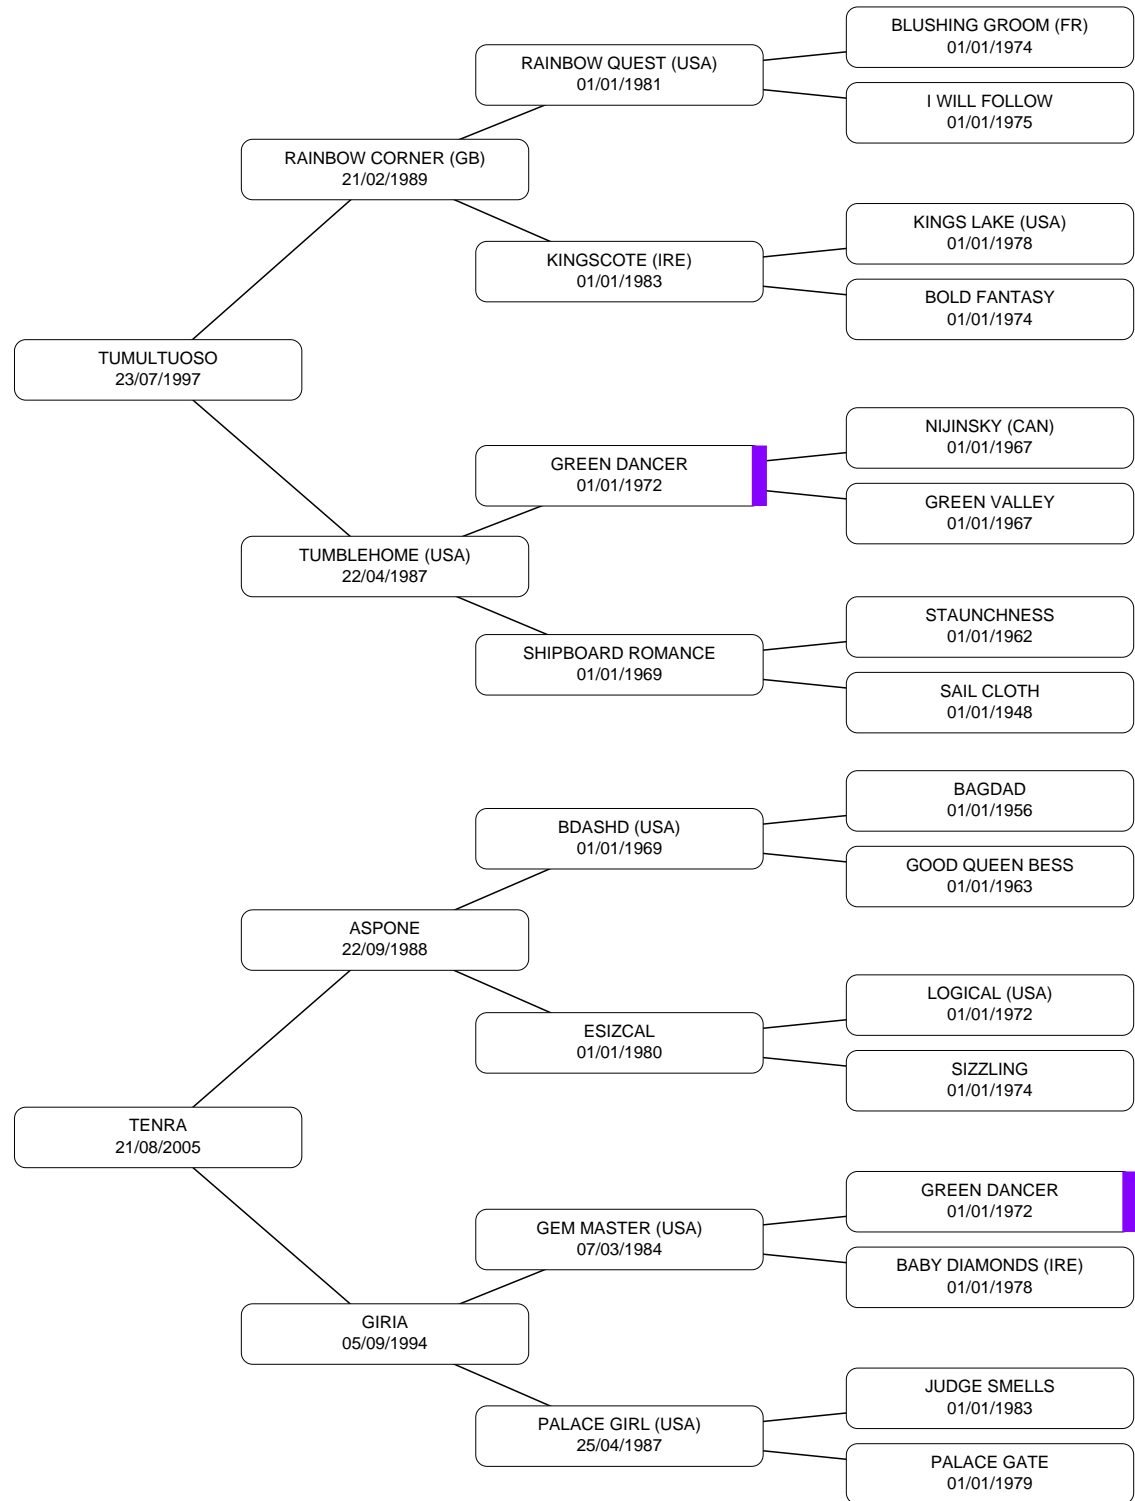 BLUSHING GROOM (FR)
01/01/1974
RAINBOW QUEST (USA)
01/01/1981
I WILL FOLLOW
01/01/1975
RAINBOW CORNER (GB)
21/02/1989
KINGS LAKE (USA)
01/01/1978
KINGSCOTE (IRE)
01/01/1983
BOLD FANTASY
01/01/1974
TUMULTUOSO
23/07/1997
NIJINSKY (CAN)
01/01/1967
GREEN DANCER
01/01/1972
GREEN VALLEY
01/01/1967
TUMBLEHOME (USA)
22/04/1987
STAUNCHNESS
01/01/1962
SHIPBOARD ROMANCE
01/01/1969
SAIL CLOTH
01/01/1948
BAGDAD
01/01/1956
BDASHD (USA)
01/01/1969
GOOD QUEEN BESS
01/01/1963
ASPONE
22/09/1988
LOGICAL (USA)
01/01/1972
ESIZCAL
01/01/1980
SIZZLING
01/01/1974
TENRA
21/08/2005
GREEN DANCER
01/01/1972
GEM MASTER (USA)
07/03/1984
BABY DIAMONDS (IRE)
01/01/1978
GIRIA
05/09/1994
JUDGE SMELLS
01/01/1983
PALACE GIRL (USA)
25/04/1987
PALACE GATE
01/01/1979